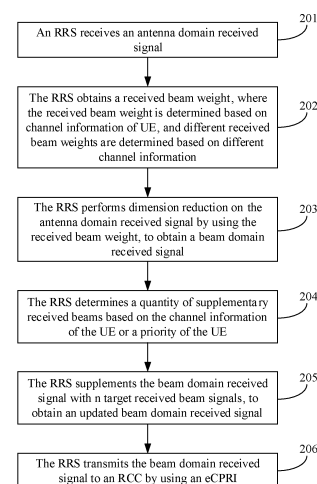 201
An RRS receives an antenna domain received
signal
202
The RRS obtains a received beam weight, where
the received beam weight is determined based on
channel information of UE, and different received
beam weights are determined based on different
channel information
203
The RRS performs dimension reduction on the
antenna domain received signal by using the
received beam weight, to obtain a beam domain
received signal
204
The RRS determines a quantity of supplementary
received beams based on the channel information
of the UE or a priority of the UE
205
The RRS supplements the beam domain received
signal with n target received beam signals, to
obtain an updated beam domain received signal
206
The RRS transmits the beam domain received
signal to an RCC by using an eCPRI